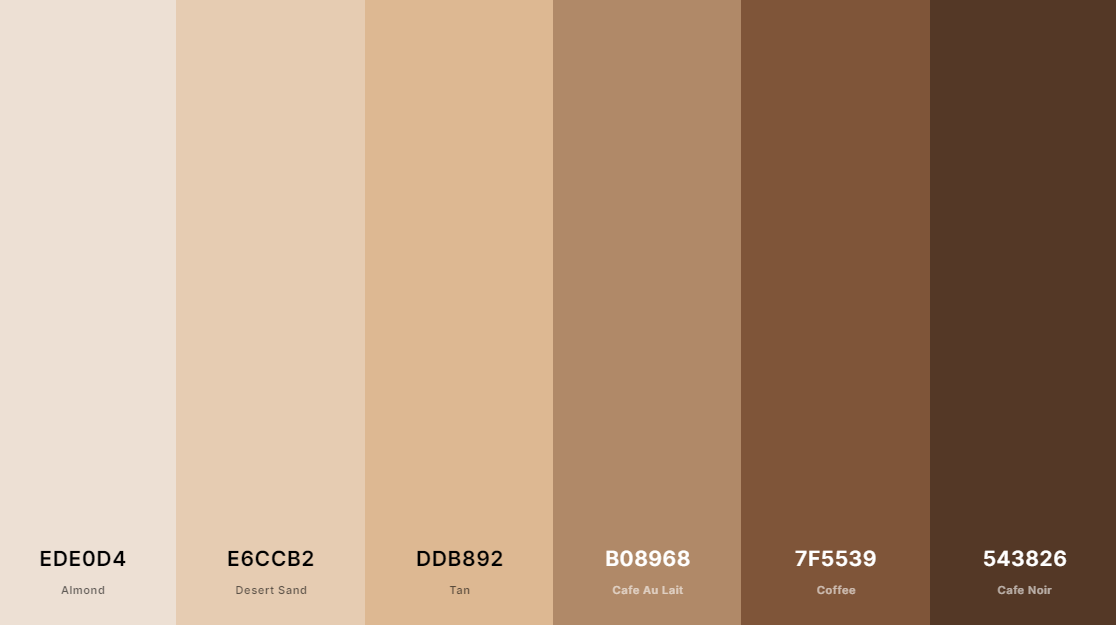 EDE0D4
Almond
E6CCB2
Desert Sand
DDB892
Tan
B08968
Cafe Au Lait
7F5539
Coffee
543826
Cafe Noir